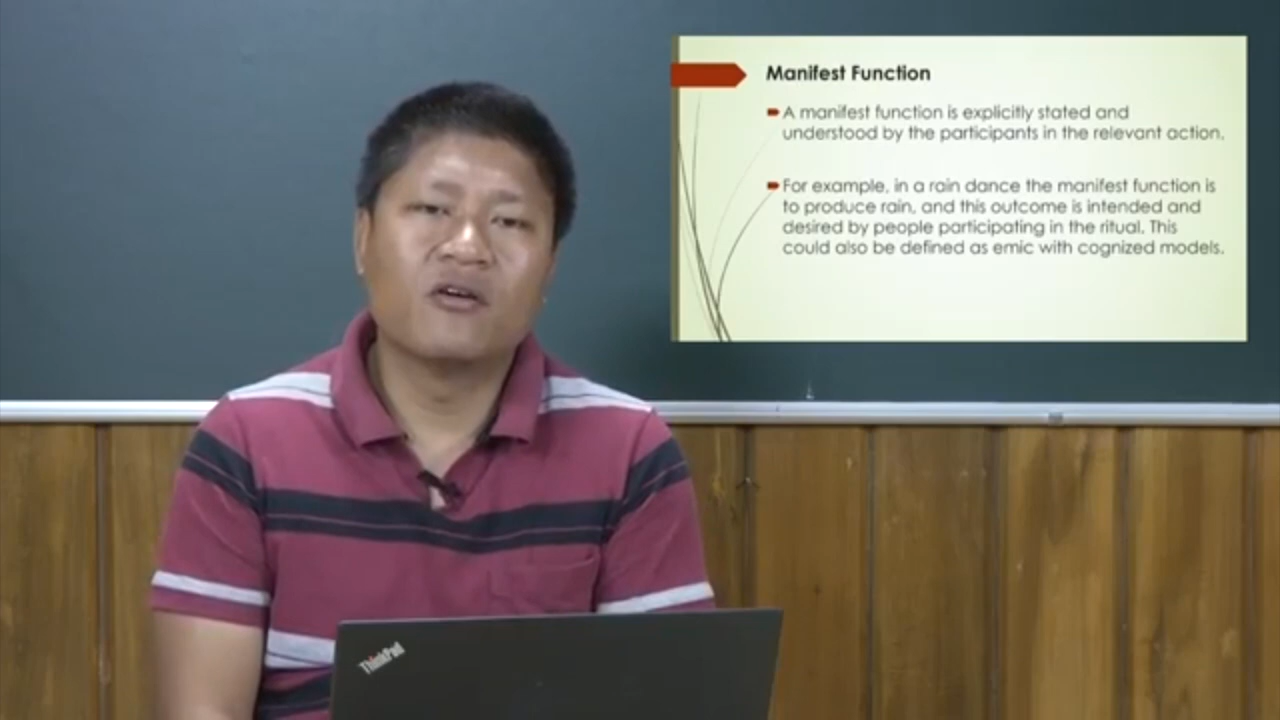 Manifest Function
A manifest function is explicitly stated and
understood by the participants in the relevant action.
For example, in a rain dance the manifest function is
to produce rain, and this outcome is intended and
desired by people participating in the ritual. This
could also be defined as emic with cognized models.
ThinkPad